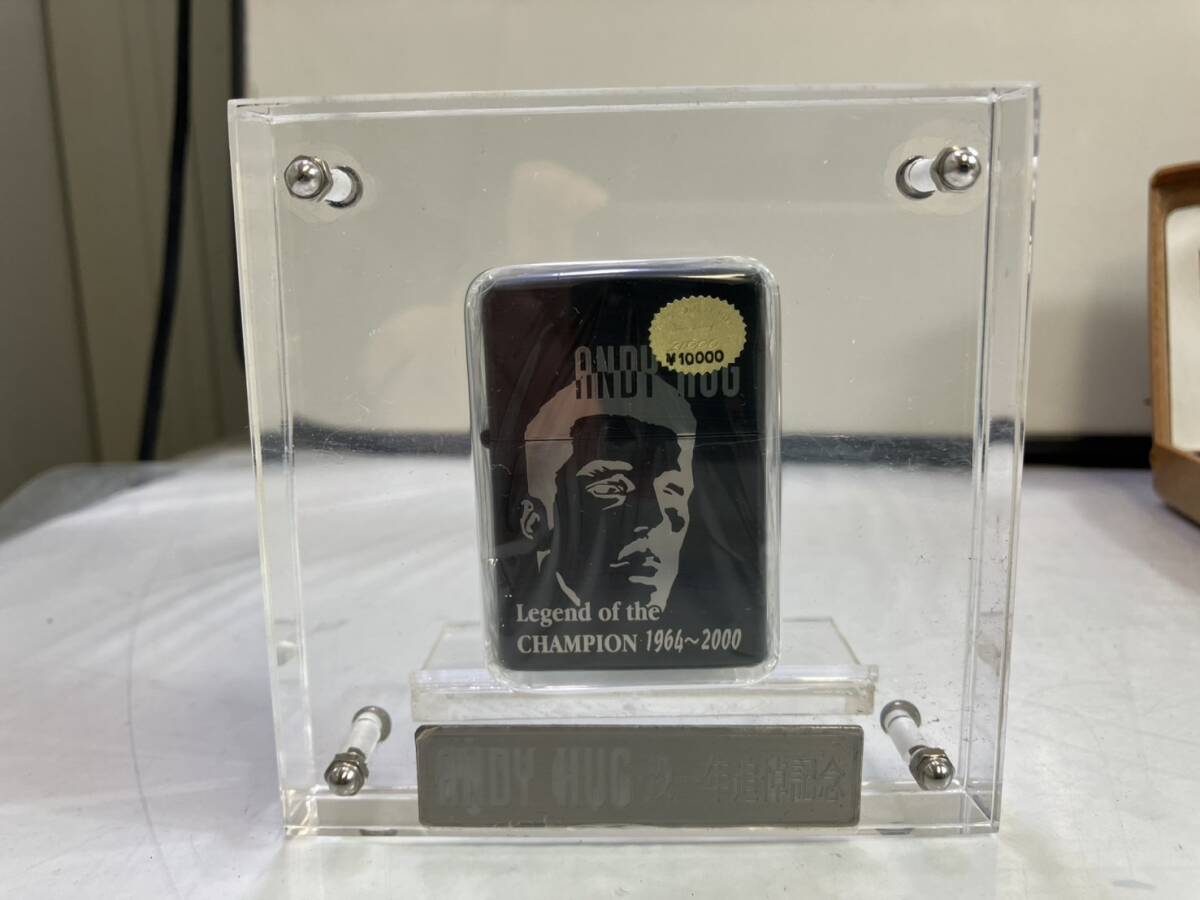 ¥10000
ANDY HUG
Legend of the
CHAMPION 1964~2000
ANDY HUG 一年追悼記念